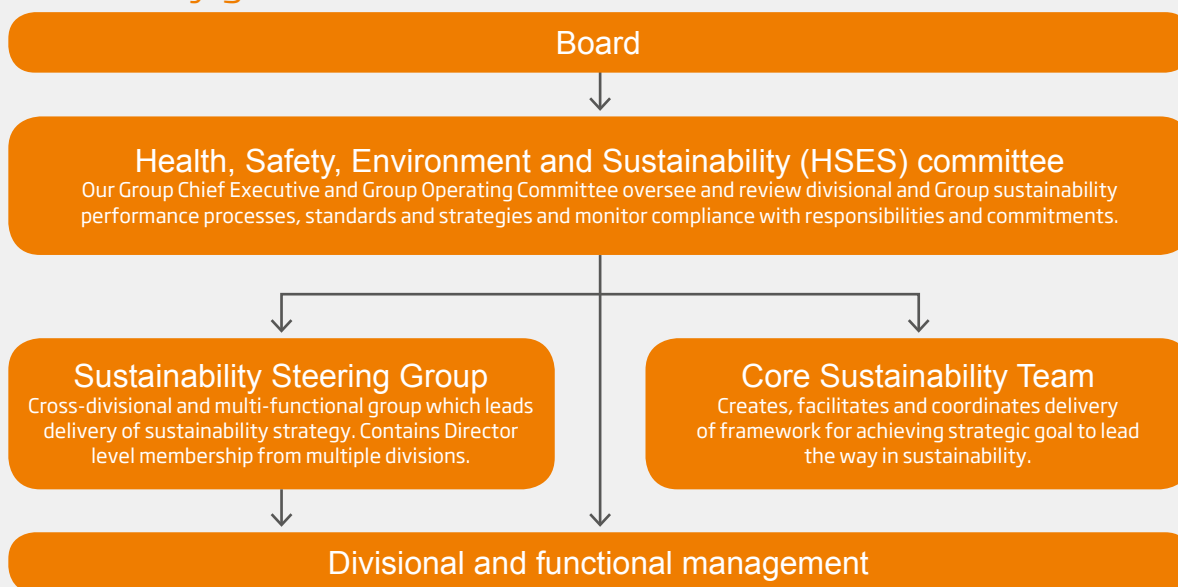 Board
Health, Safety, Environment and Sustainability (HSES) committee
Our Group Chief Executive and Group Operating Committee oversee and review divisional and Group sustainability
performance processes, standards and strategies and monitor compliance with responsibilities and commitments.
Sustainability Steering Group
Cross-divisional and multi-functional group which leads
delivery of sustainability strategy. Contains Director
level membership from multiple divisions.
Core Sustainability Team
Creates, facilitates and coordinates delivery
of framework for achieving strategic goal to lead
the way in sustainability.
Divisional and functional management